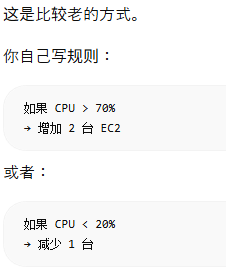 这是比较老的方式。
你自己写规则：
如果 CPU > 70%
→ 增加 2 台 EC2
或者：
如果 CPU < 20%
→ 减少 1 台